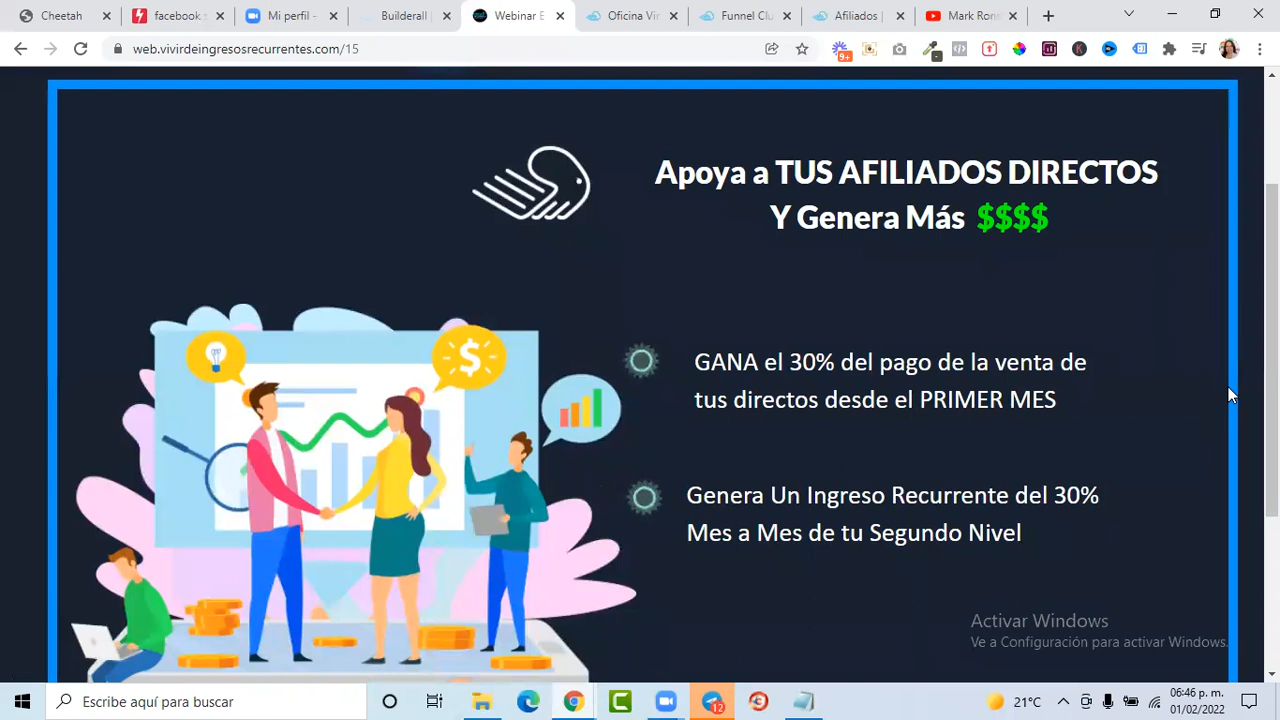 Cheetah
facebook.s
Mi perfil -
Builderall
Webinar E
Oficina Vir
Funnel Clu
Afiliados |
Mark Rons
web.vivirdeingresosrecurrentes.com/15
9+
Apoya a TUS AFILIADOS DIRECTOS
Y Genera Más $$$$
GANA el 30% del pago de la venta de
tus directos desde el PRIMER MES
Genera Un Ingreso Recurrente del 30%
Mes a Mes de tu Segundo Nivel
Activar Windows
Ve a Configuración para activar Windows.
Escribe aquí para buscar
12
21°C
06:46 p. m.
01/02/2022